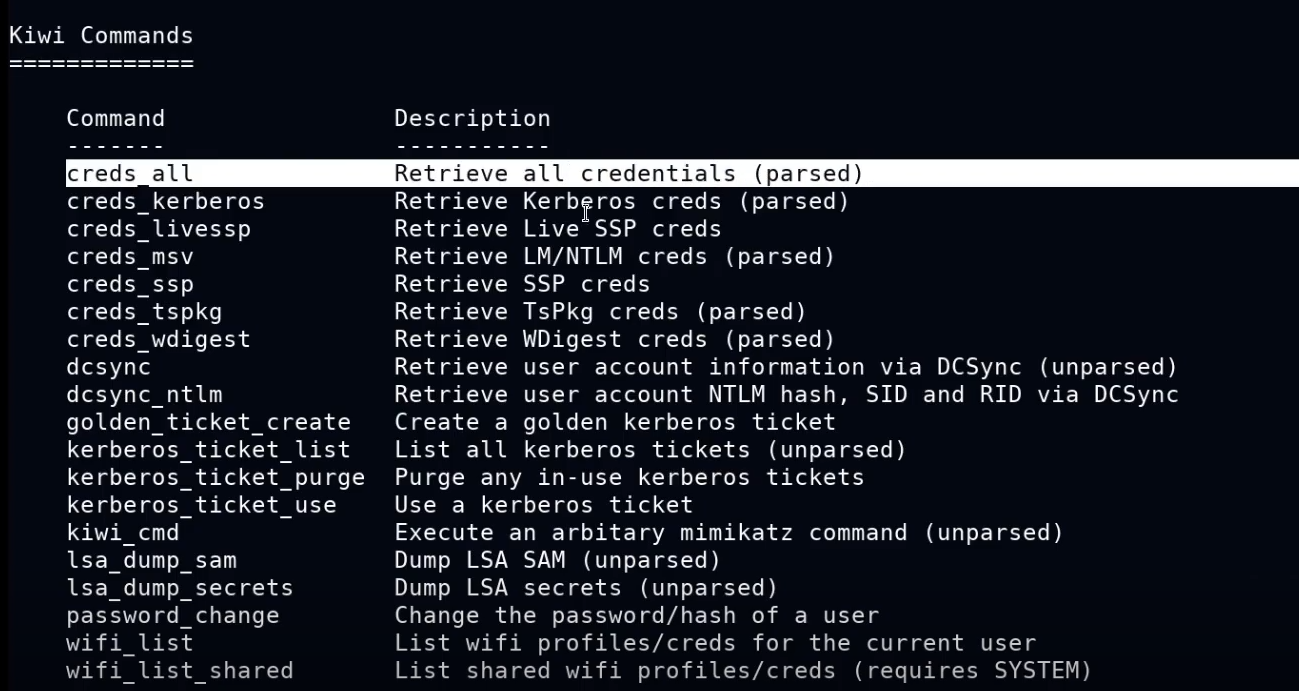 Kiwi Commands
=============
Command Description
------- -----------
creds_all Retrieve all credentials (parsed)
creds_kerberos Retrieve Kerberos creds (parsed)
creds_livessp Retrieve Live SSP creds
creds_msv Retrieve LM/NTLM creds (parsed)
creds_ssp Retrieve SSP creds
creds_tspkg Retrieve TsPkg creds (parsed)
creds_wdigest Retrieve WDigest creds (parsed)
dcsync Retrieve user account information via DCSync (unparsed)
dcsync_ntlm Retrieve user account NTLM hash, SID and RID via DCSync
golden_ticket_create Create a golden kerberos ticket
kerberos_ticket_list List all kerberos tickets (unparsed)
kerberos_ticket_purge Purge any in-use kerberos tickets
kerberos_ticket_use Use a kerberos ticket
kiwi_cmd Execute an arbitary mimikatz command (unparsed)
lsa_dump_sam Dump LSA SAM (unparsed)
lsa_dump_secrets Dump LSA secrets (unparsed)
password_change Change the password/hash of a user
wifi_list List wifi profiles/creds for the current user
wifi_list_shared List shared wifi profiles/creds (requires SYSTEM)